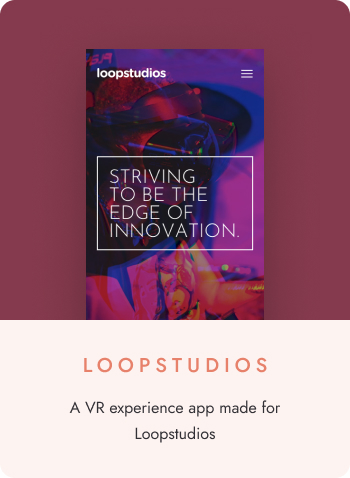 loopstudios
STRIVING
TO BE THE
EDGE OF
INNOVATION.
LOOPSTUDIOS
A VR experience app made for
Loopstudios